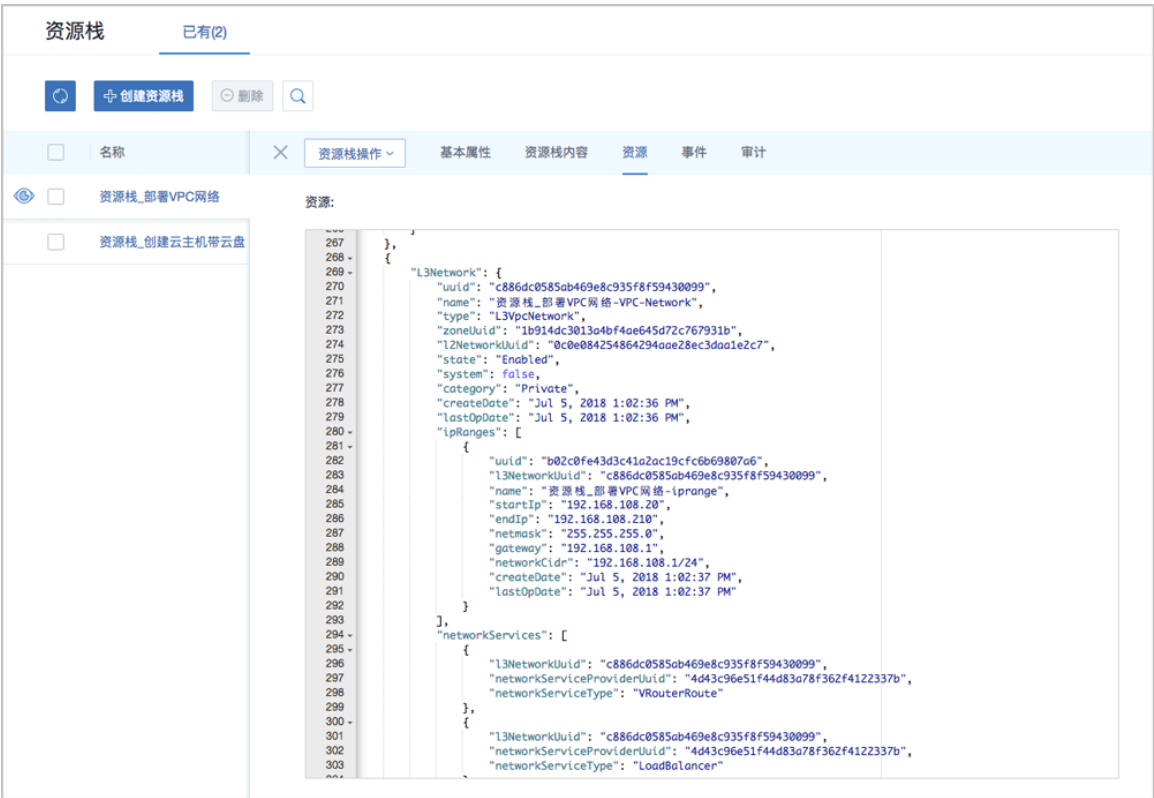 资源栈 已有(2)
创建资源栈 删除
名称 资源栈操作 基本属性 资源栈内容 资源 事件 审计
资源栈_部署VPC网络
资源栈_创建云主机带云盘
资源:
267 },
268 {
269 "L3Network": {
270 "uuid": "c886dc0585ab469e8c935f8f59430099",
271 "name": "资源栈_部署VPC网络-VPC-Network",
272 "type": "L3VpcNetwork",
273 "zoneUuid": "1b914dc3013a4bf4ae645d72c767931b",
274 "l2NetworkUuid": "0c0e084254864294aae28ec3daa1e2c7",
275 "state": "Enabled",
276 "system": false,
277 "category": "Private",
278 "createDate": "Jul 5, 2018 1:02:36 PM",
279 "lastOpDate": "Jul 5, 2018 1:02:36 PM",
280 "ipRanges": [
281 {
282 "uuid": "b02c0fe43d3c41a2ac19cfc6b69807a6",
283 "l3NetworkUuid": "c886dc0585ab469e8c935f8f59430099",
284 "name": "资源栈_部署VPC网络-iprange",
285 "startIp": "192.168.108.20",
286 "endIp": "192.168.108.210",
287 "netmask": "255.255.255.0",
288 "gateway": "192.168.108.1",
289 "networkCidr": "192.168.108.1/24",
290 "createDate": "Jul 5, 2018 1:02:37 PM",
291 "lastOpDate": "Jul 5, 2018 1:02:37 PM"
292 }
293 ],
294 "networkServices": [
295 {
296 "l3NetworkUuid": "c886dc0585ab469e8c935f8f59430099",
297 "networkServiceProviderUuid": "4d43c96e51f44d83a78f362f4122337b",
298 "networkServiceType": "VRouterRoute"
299 },
300 {
301 "l3NetworkUuid": "c886dc0585ab469e8c935f8f59430099",
302 "networkServiceProviderUuid": "4d43c96e51f44d83a78f362f4122337b",
303 "networkServiceType": "LoadBalancer"